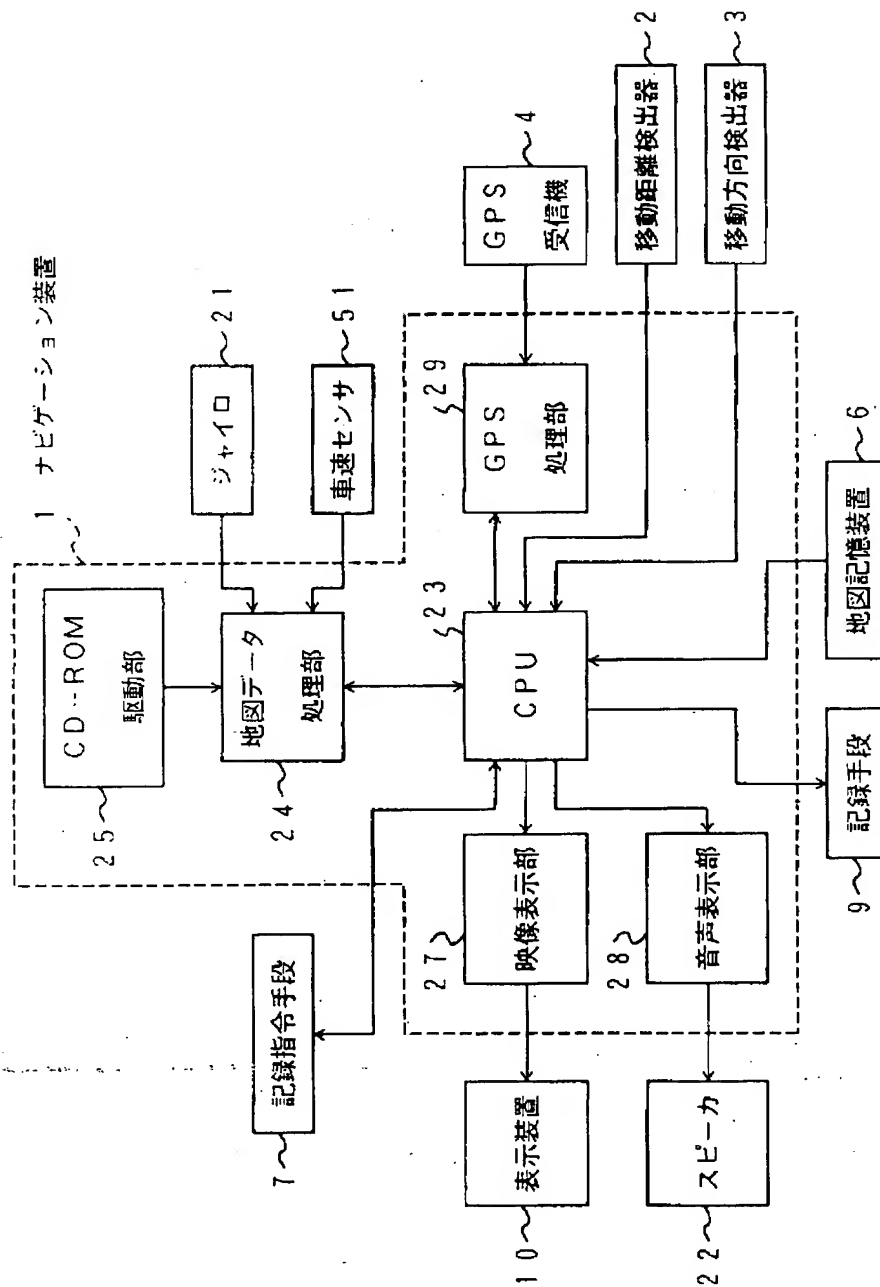 1 ナビゲーション装置
CD-ROM
駆動部
25
ジャイロ
21
車速センサ
51
地図データ
処理部
24
記録指令手段
7
GPS
受信機
4
GPS
処理部
29
移動距離検出器
2
移動方向検出器
3
CPU
23
映像表示部
27
音声表示部
28
表示装置
10
スピーカ
22
記録手段
9
地図記憶装置
6